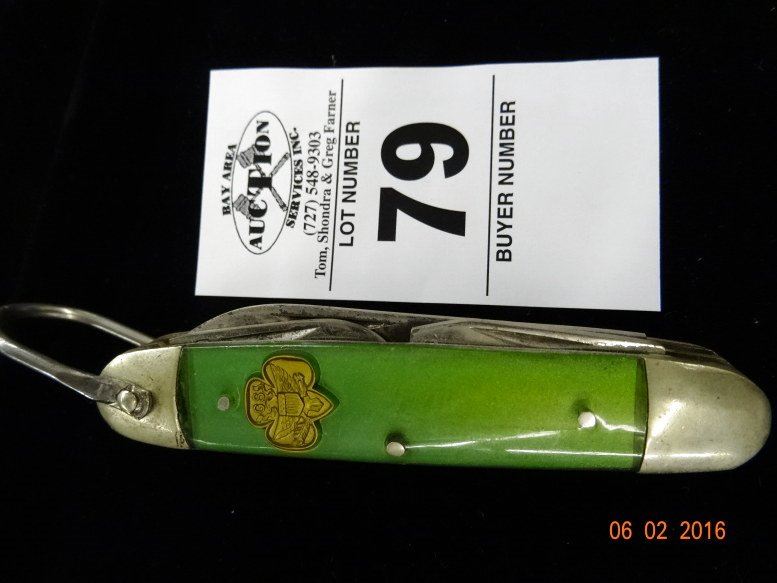 BAY AREA
AUCTION
SERVICES INC.
(727) 548-9303
Tom, Shondra & Greg Farner
LOT NUMBER
79
BUYER NUMBER
GS
06 02 2016